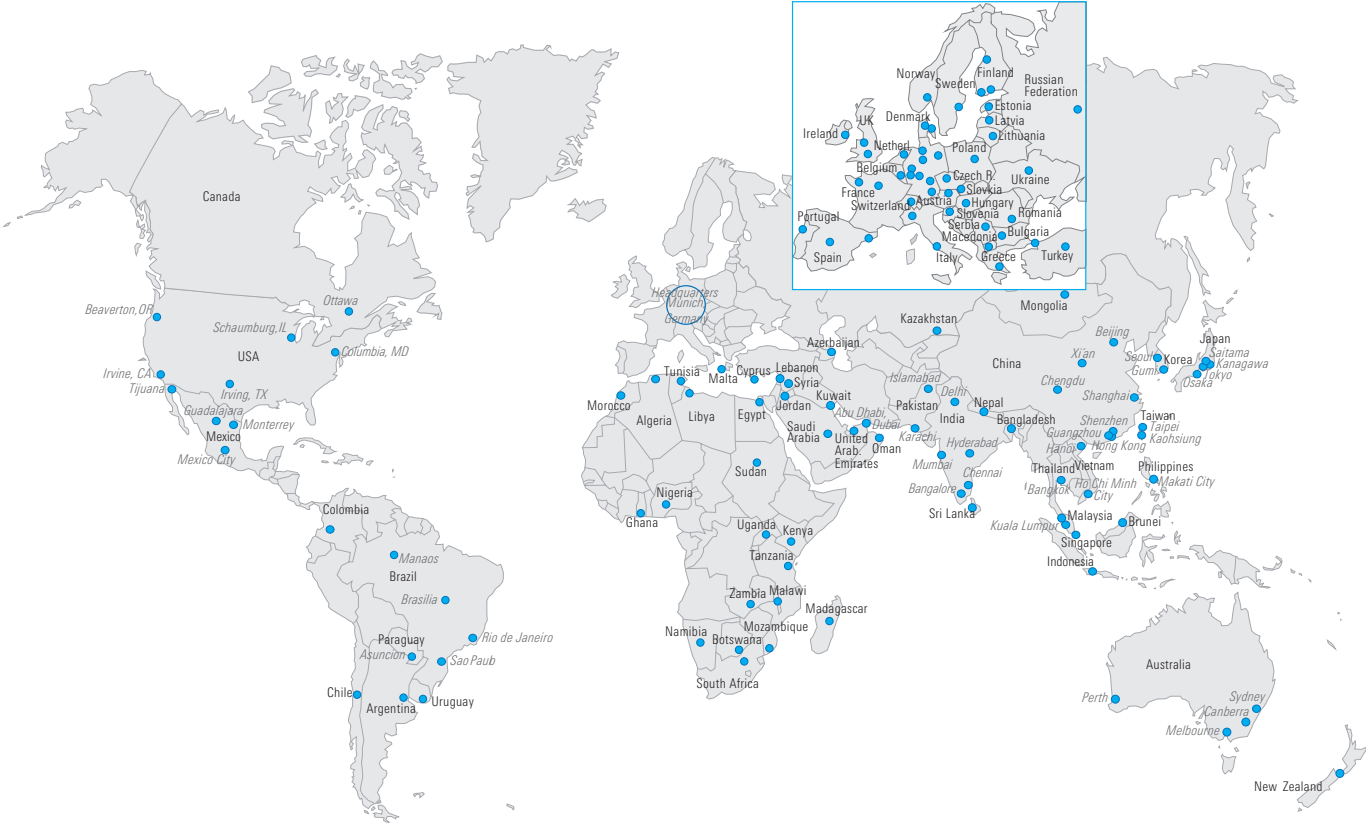 Norway
Sweden
Finland
Russian
Federation
Estonia
Latvia
Lithuania
Denmark
UK
Ireland
Netherl.
Belgium
Poland
Czech R.
Ukraine
Slovkia
France
Switzerland
Austria
Hungary
Slovenia
Romania
Serbia
Macedonia
Bulgaria
Portugal
Spain
Italy
Greece
Turkey
Canada
Beaverton,OR
Ottawa
Schaumburg,IL
USA
Columbia, MD
Irvine, CA
Tijuana
Irving, TX
Guadalajara
Monterrey
Mexico
Mexico City
Colombia
Manaos
Brazil
Brasilia
Rio de Janeiro
Paraguay
Asuncion
Sao Paub
Chile
Argentina
Uruguay
Headquarters
Munich,
Germany
Morocco
Algeria
Tunisia
Malta
Libya
Cyprus
Egypt
Lebanon
Syria
Jordan
Kuwait
Azerbaijan
Saudi
Arabia
Abu Dhabi,
Dubai
United
Arab.
Emirates
Oman
Sudan
Nigeria
Ghana
Uganda
Kenya
Tanzania
Zambia
Malawi
Madagascar
Mozambique
Namibia
Botswana
South Africa
Kazakhstan
Mongolia
Beijing
China
Xi'an
Chengdu
Shanghai
Seoul
Korea
Gumi
Japan
Saitama
Kanagawa
Tokyo
Osaka
Islamabad
Pakistan
Karachi
Delhi
India
Nepal
Bangladesh
Hyderabad
Mumbai
Chennai
Bangalore
Sri Lanka
Shenzhen
Guangzhou
Hong Kong
Hanoi
Taiwan
Taipei
Kaohsiung
Thailand
Vietnam
Bangkok
Ho Chi Minh
City
Philippines
Makati City
Malaysia
Kuala Lumpur
Brunei
Singapore
Indonesia
Australia
Perth
Sydney
Canberra
Melbourne
New Zealand